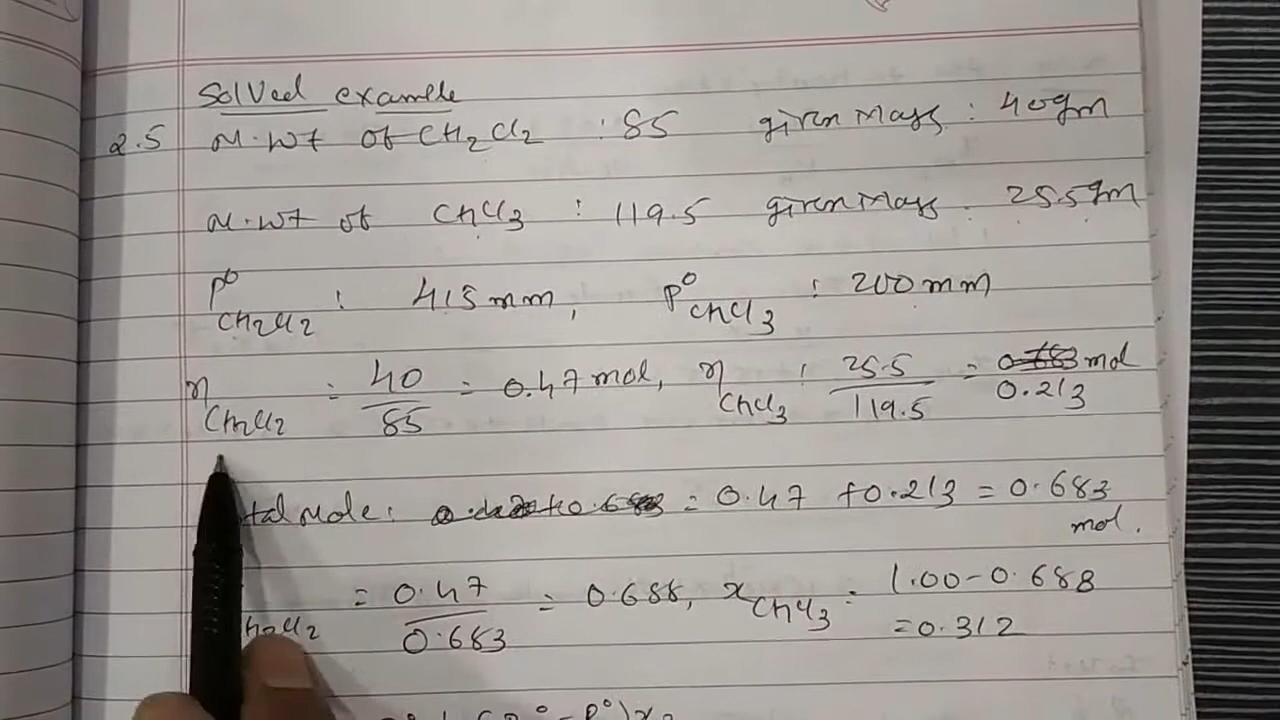 Solved examle
2.5 M.Wt of CH2Cl2 : 85 given Mass : 40gm
M.Wt of CHCl3 : 119.5 given Mass . 25.5gm
P° CH2Cl2 : 415 mm, P° CHCl3 : 200 mm
η CH2Cl2 = 40/85 = 0.47 mol, η CHCl3 : 25.5/119.5 = 0.213 mol
tal Mole: = 0.47 + 0.213 = 0.683 mol.
H2Cl2 = 0.47/0.683 = 0.688, x CHCl3 = 1.00-0.688
=0.312